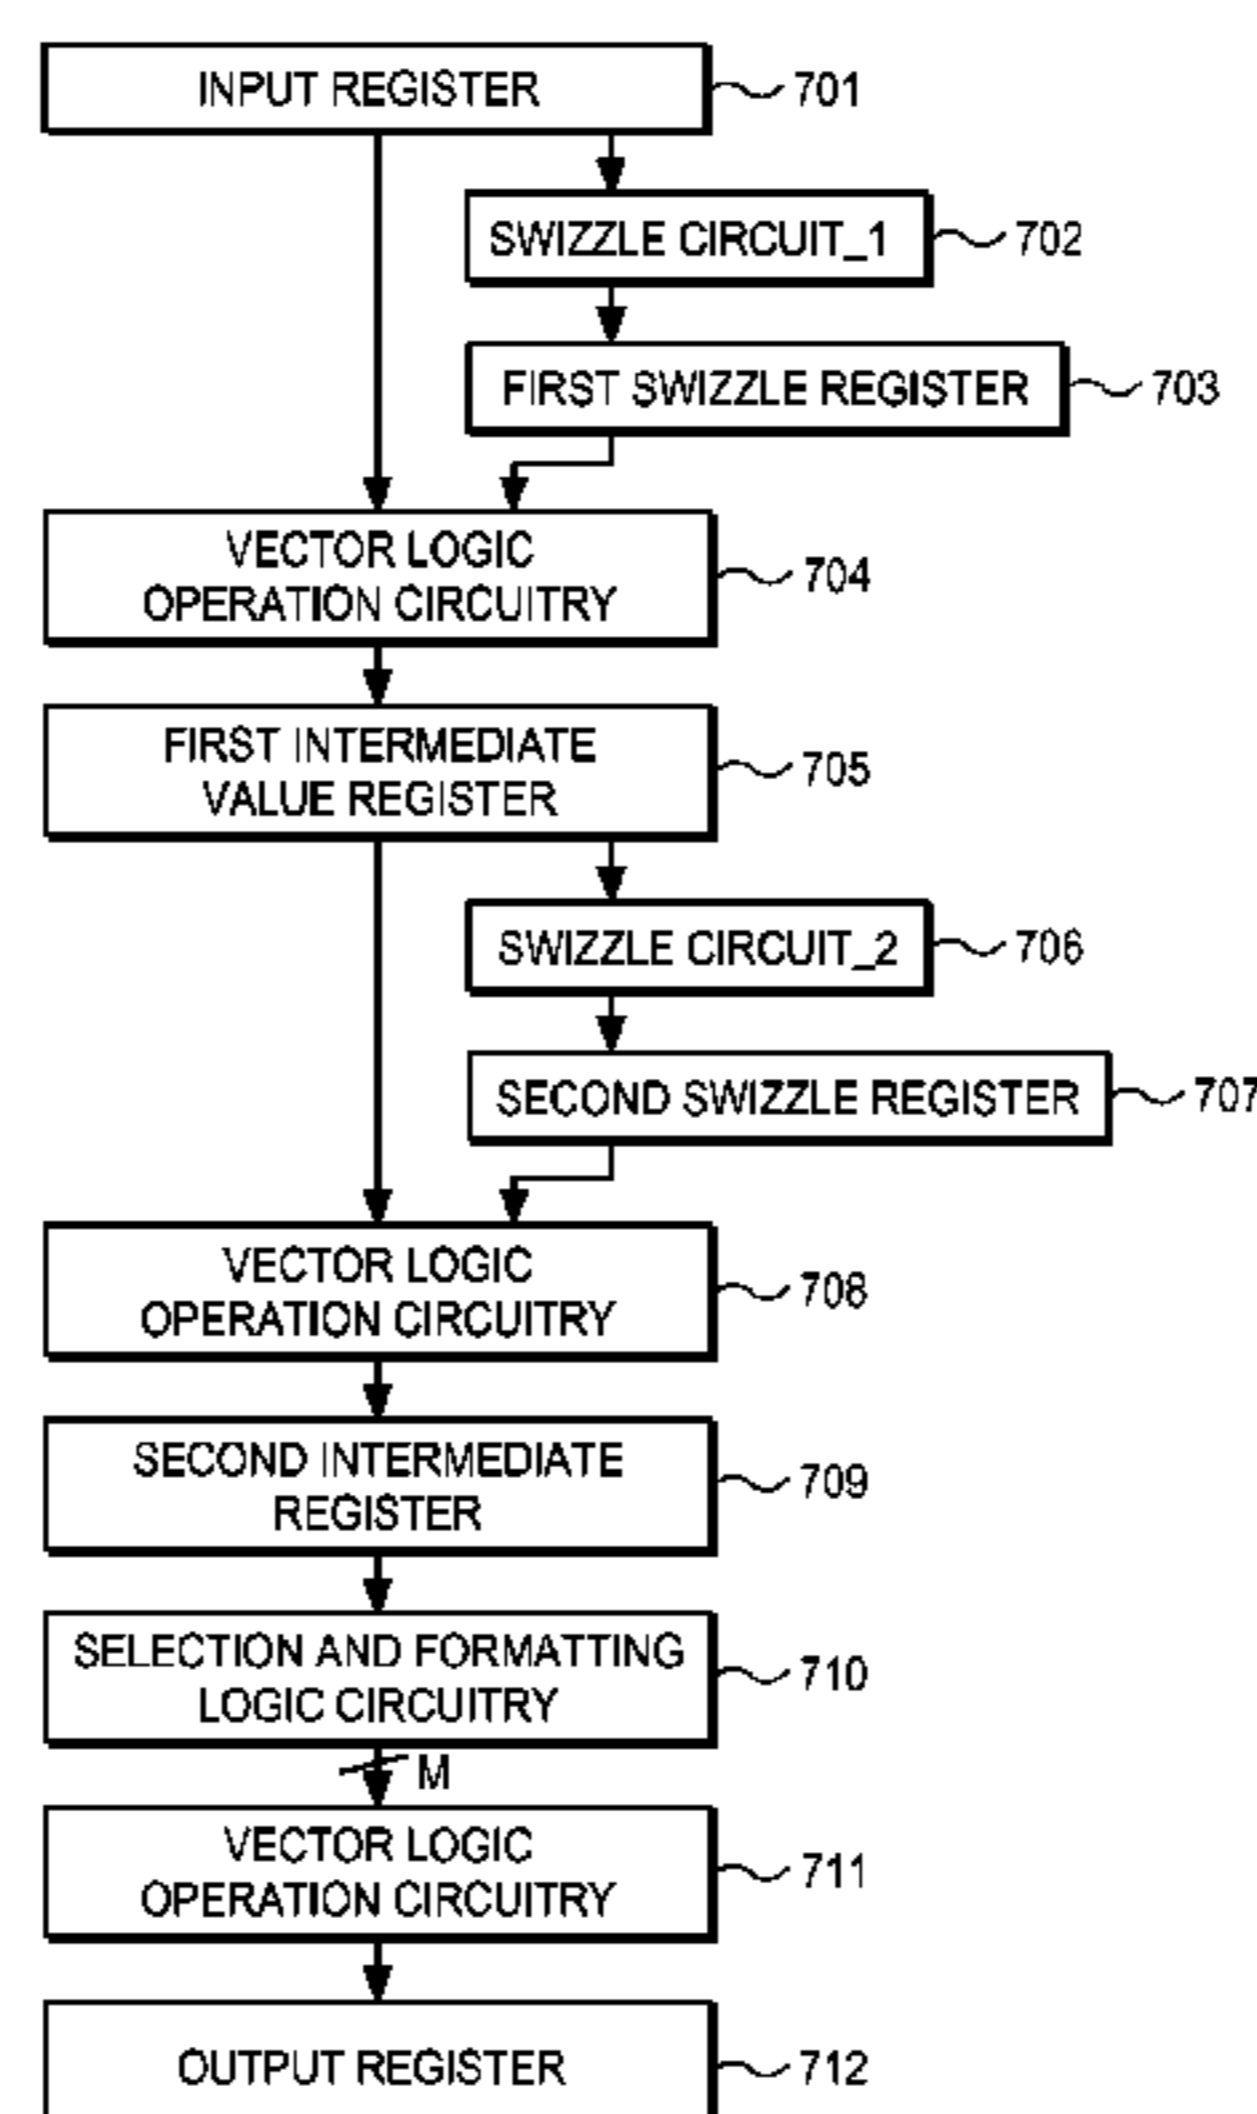 INPUT REGISTER
701
SWIZZLE CIRCUIT_1
702
FIRST SWIZZLE REGISTER
703
VECTOR LOGIC
OPERATION CIRCUITRY
704
FIRST INTERMEDIATE
VALUE REGISTER
705
SWIZZLE CIRCUIT_2
706
SECOND SWIZZLE REGISTER
707
VECTOR LOGIC
OPERATION CIRCUITRY
708
SECOND INTERMEDIATE
REGISTER
709
SELECTION AND FORMATTING
LOGIC CIRCUITRY
710
M
VECTOR LOGIC
OPERATION CIRCUITRY
711
OUTPUT REGISTER
712